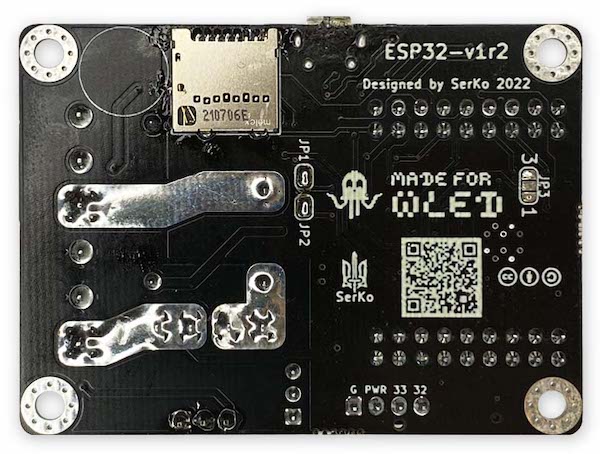 ESP32-v1r2
Designed by SerKo 2022
210706E
JP1
JP2
MADE FOR
WLED
3
JP3
1
SerKo
G PWR 33 32